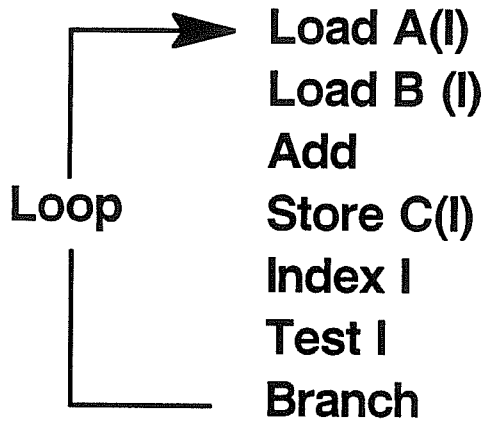 Load A(I)
Load B (I)
Add
Loop
Store C(I)
Index I
Test I
Branch